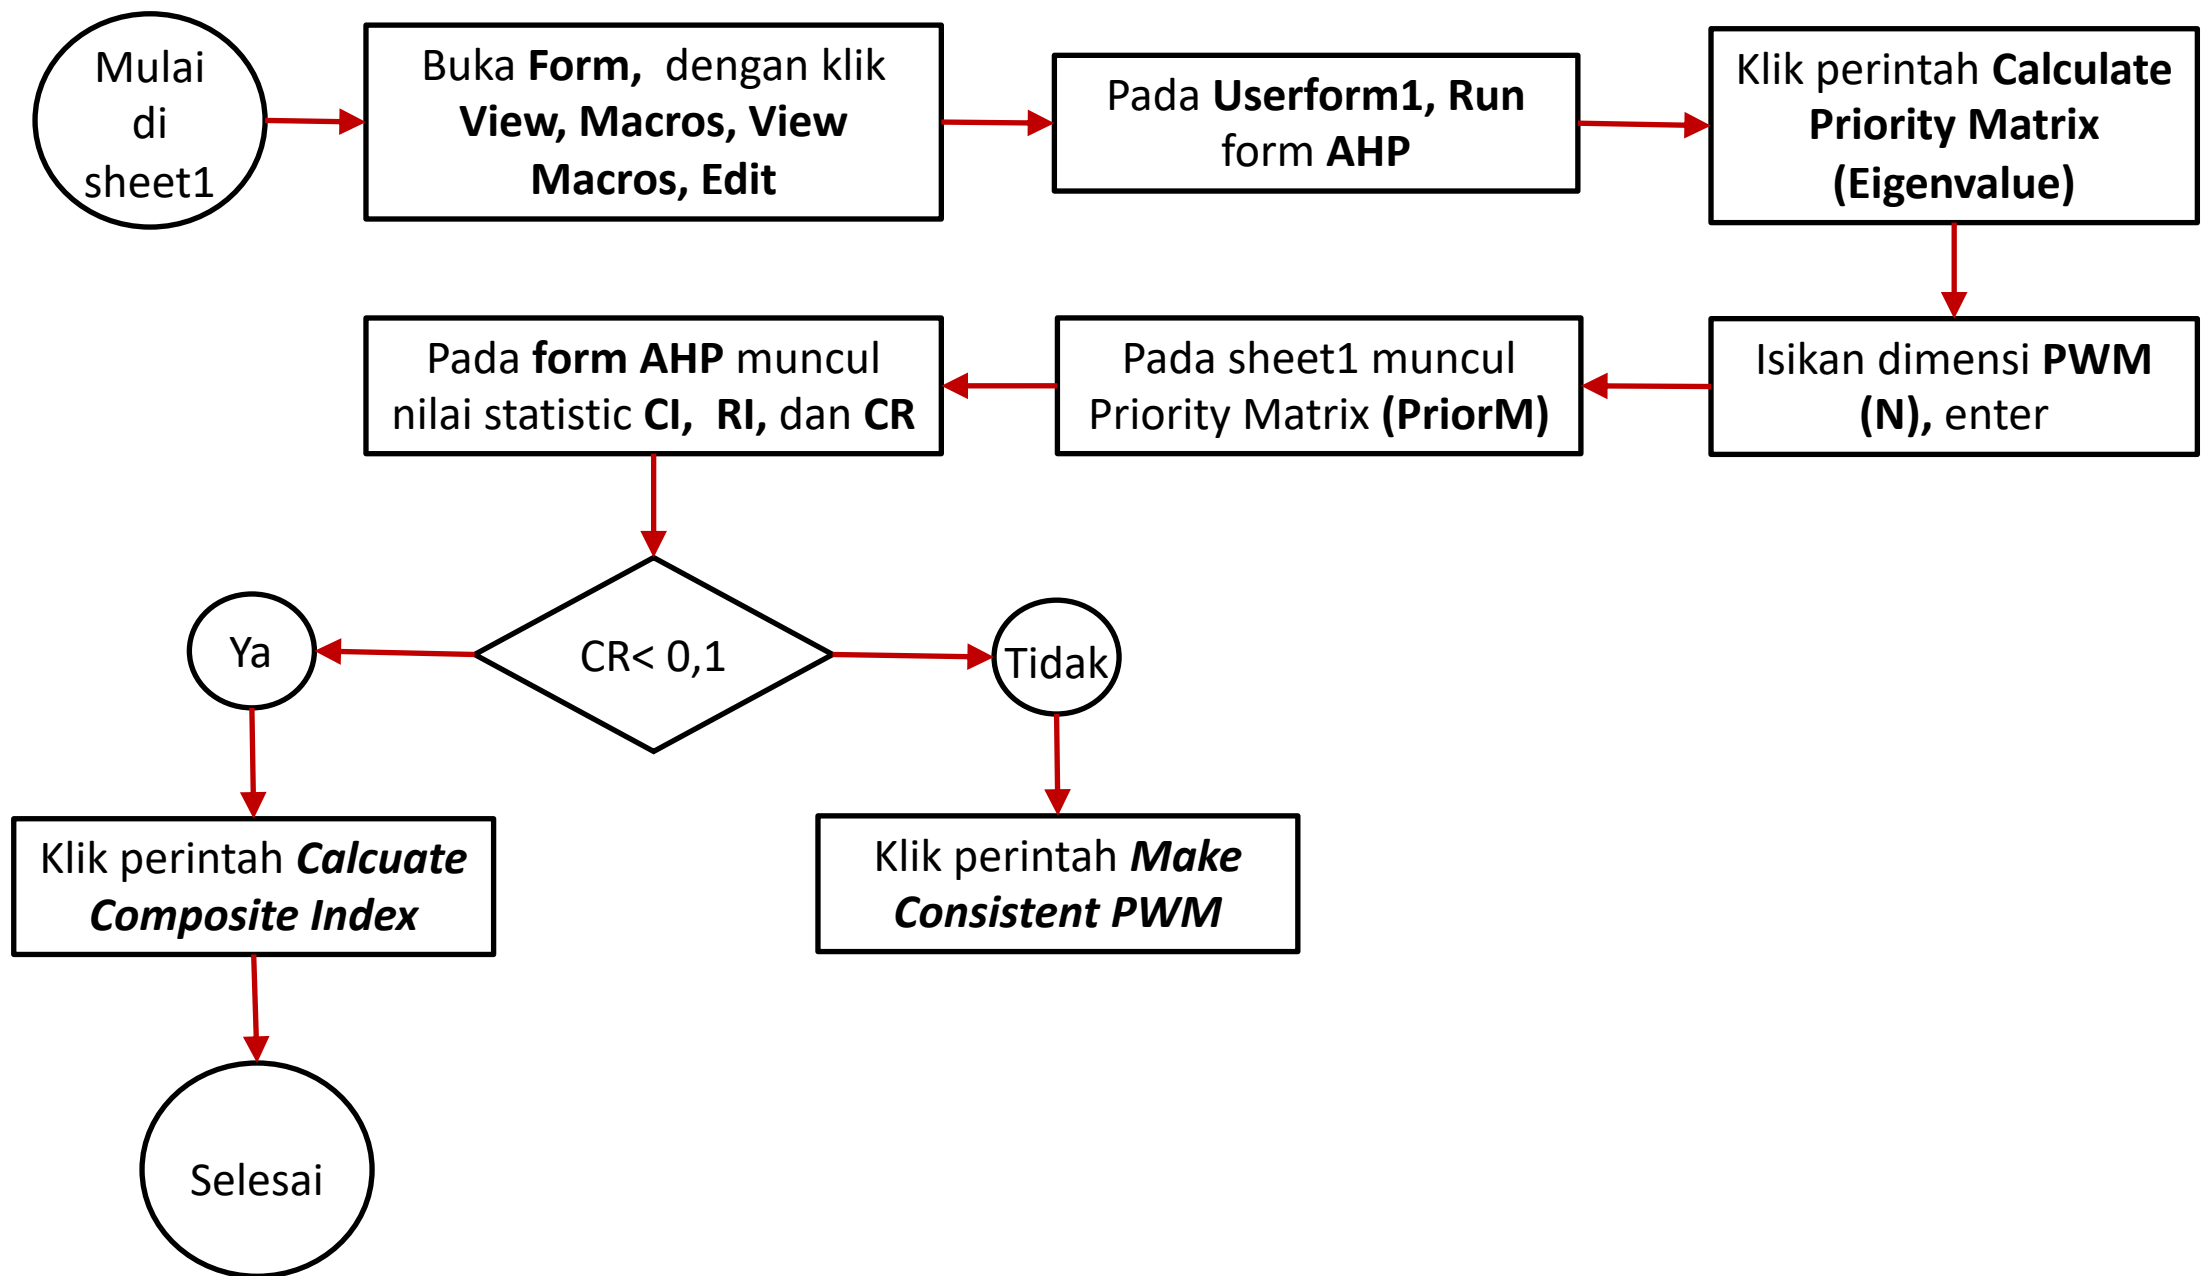 Mulai
di
sheet1
Buka Form,  dengan klik
View, Macros, View
Macros, Edit
Pada Userform1, Run
form AHP
Klik perintah Calculate
Priority Matrix
(Eigenvalue)
Isikan dimensi PWM
(N), enter
Pada sheet1 muncul
Priority Matrix (PriorM)
Pada form AHP muncul
nilai statistic CI,  RI, dan CR
CR< 0,1
Ya
Tidak
Klik perintah Calcuate
Composite Index
Klik perintah Make
Consistent PWM
Selesai